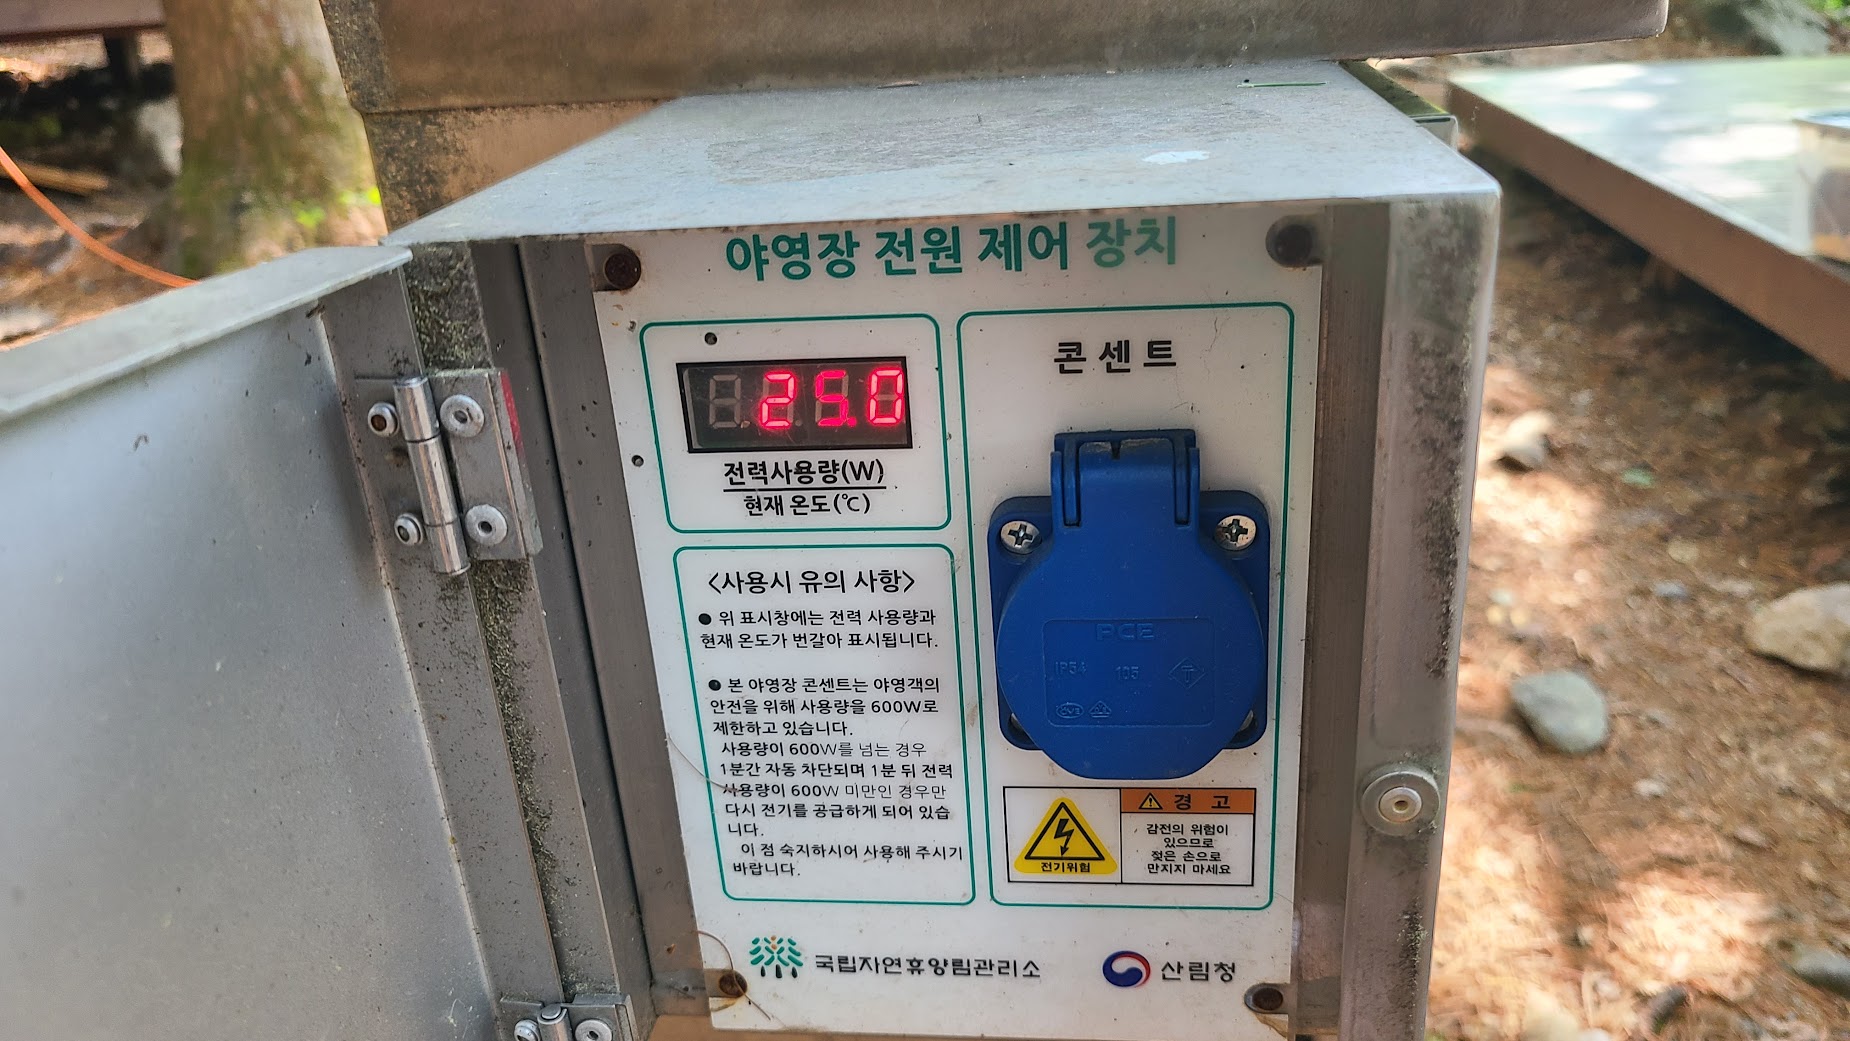 야영장 전원 제어 장치
25.0
전력사용량(W)
현재 온도(℃)
<사용시 유의 사항>
● 위 표시창에는 전력 사용량과
현재 온도가 번갈아 표시됩니다.
● 본 야영장 콘센트는 야영객의
안전을 위해 사용량을 600W로
제한하고 있습니다.
사용량이 600W를 넘는 경우
1분간 자동 차단되며 1분 뒤 전력
사용량이 600W 미만인 경우만
다시 전기를 공급하게 되어 있습
니다.
이 점 숙지하시어 사용해 주시기
바랍니다.
콘센트
PCE
IP54
105
전기위험
경고
감전의 위험이
있으므로
젖은 손으로
만지지 마세요
국립자연휴양림관리소
산림청